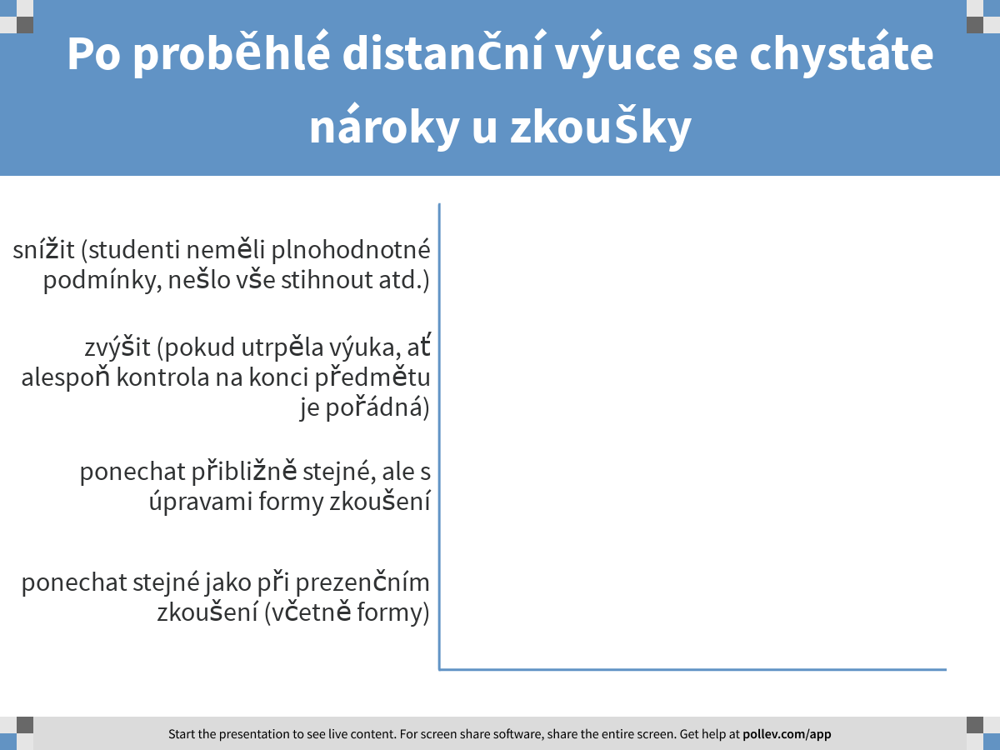 Po proběhlé distanční výuce se chystáte
nároky u zkoušky
snížit (studenti neměli plnohodnotné
podmínky, nešlo vše stihnout atd.)
zvýšit (pokud utrpěla výuka, ať
alespoň kontrola na konci předmětu
je pořádná)
ponechat přibližně stejné, ale s
úpravami formy zkoušení
ponechat stejné jako při prezenčním
zkoušení (včetně formy)
Start the presentation to see live content. For screen share software, share the entire screen. Get help at pollev.com/app